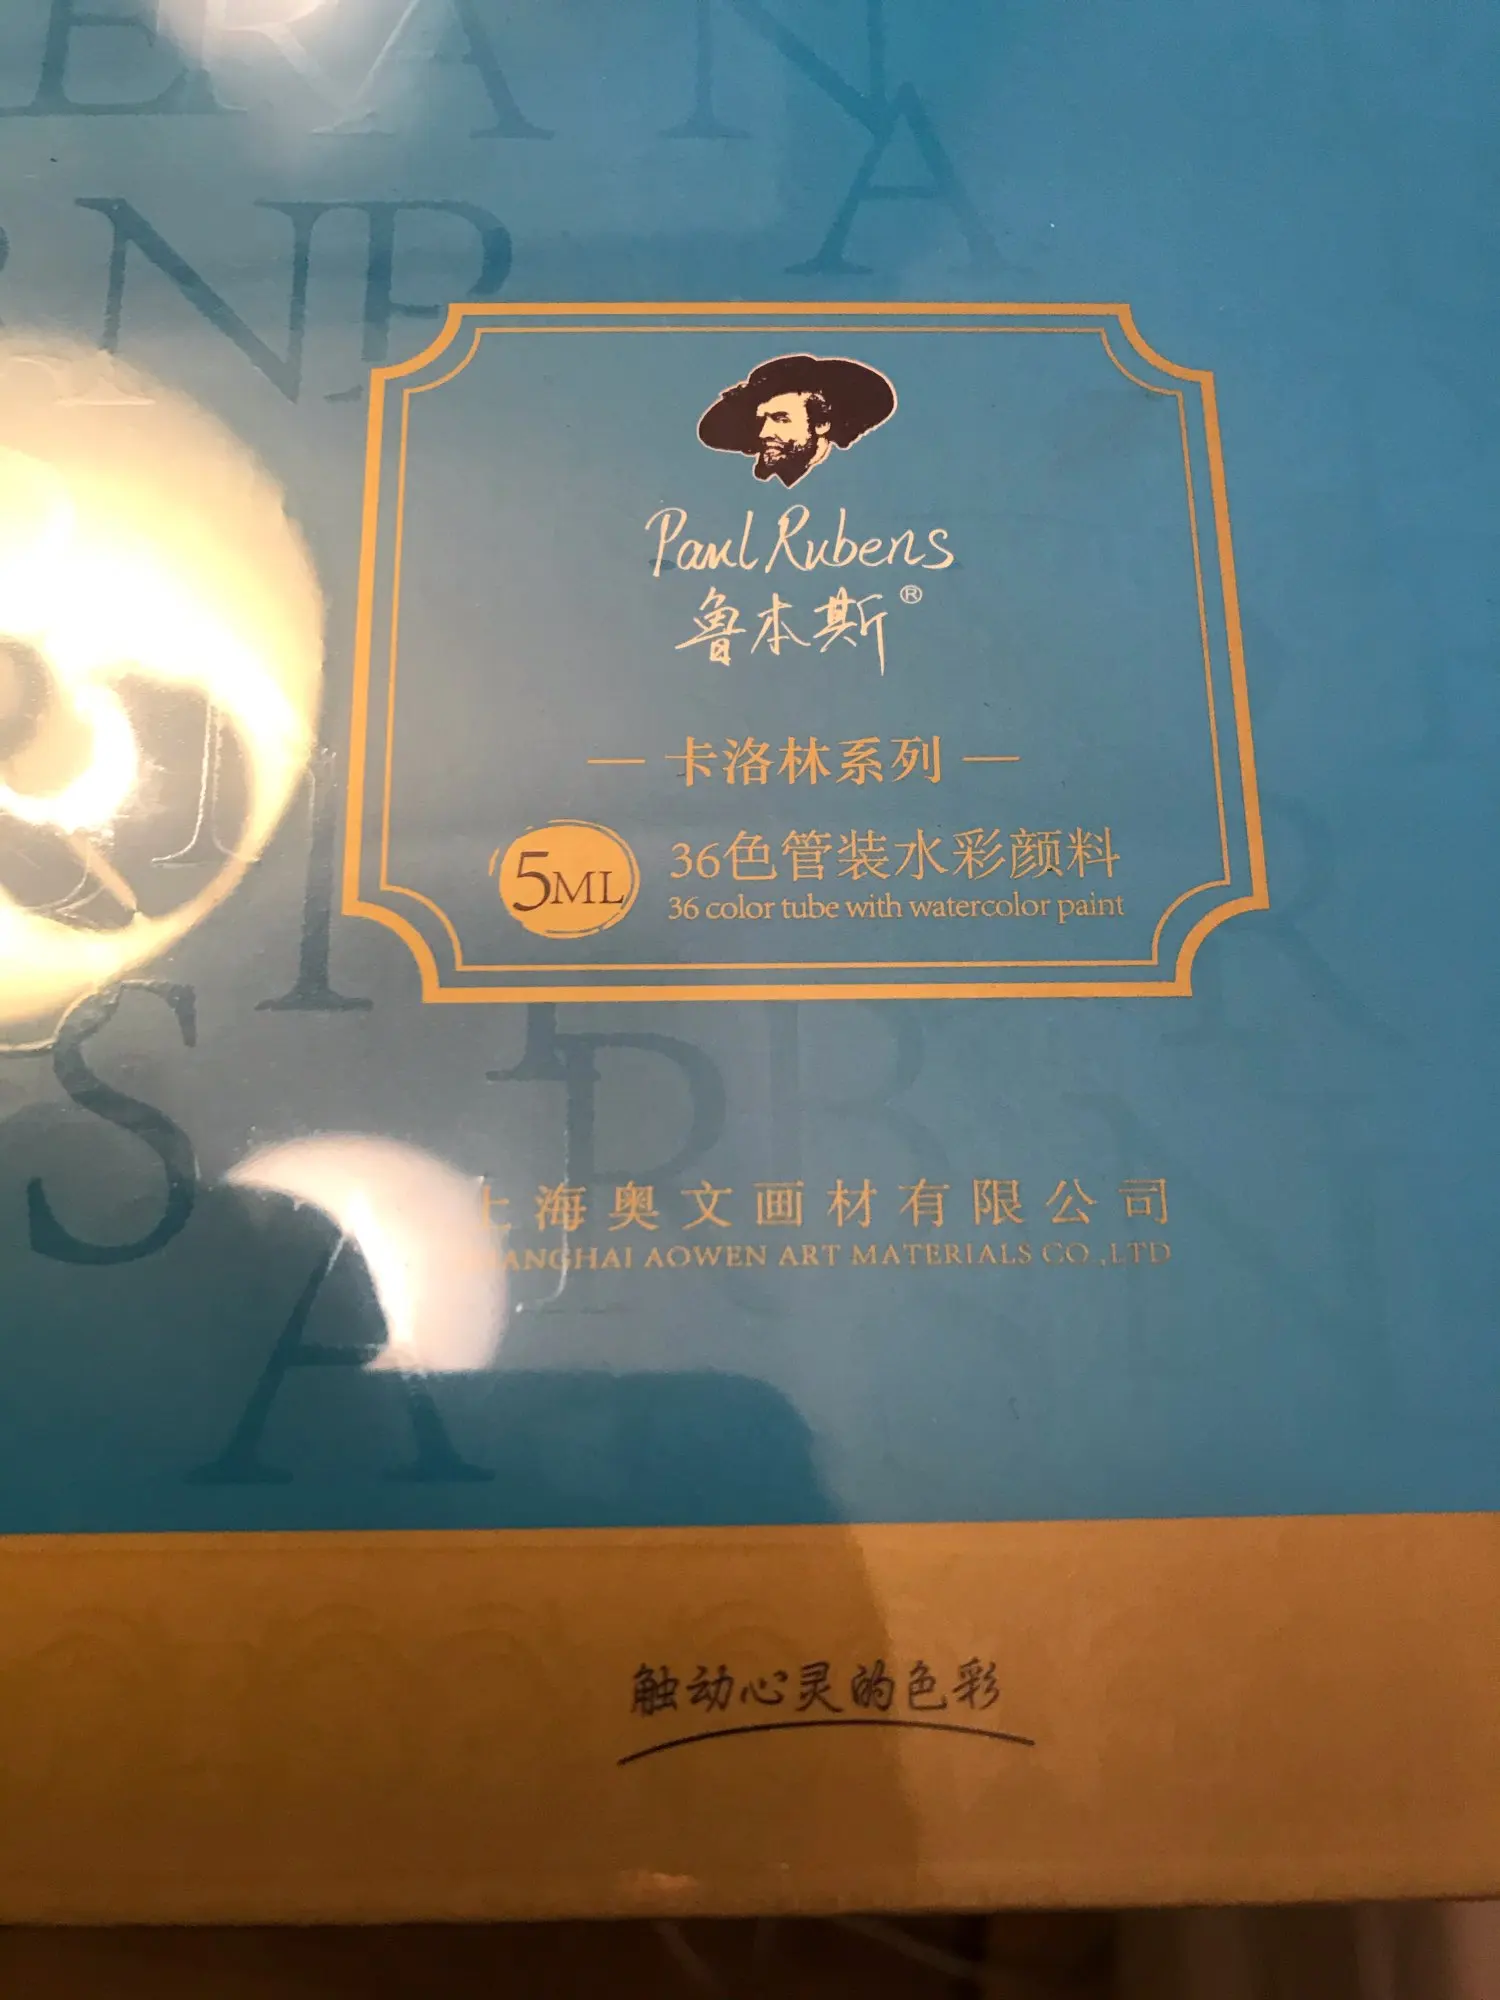 Paul Rubens
鲁本斯®
卡洛林系列
5ML
36色管装水彩颜料
36 color tube with watercolor paint
上海奥文画材有限公司
SHANGHAI AOWEN ART MATERIALS CO.,LTD
触动心灵的色彩